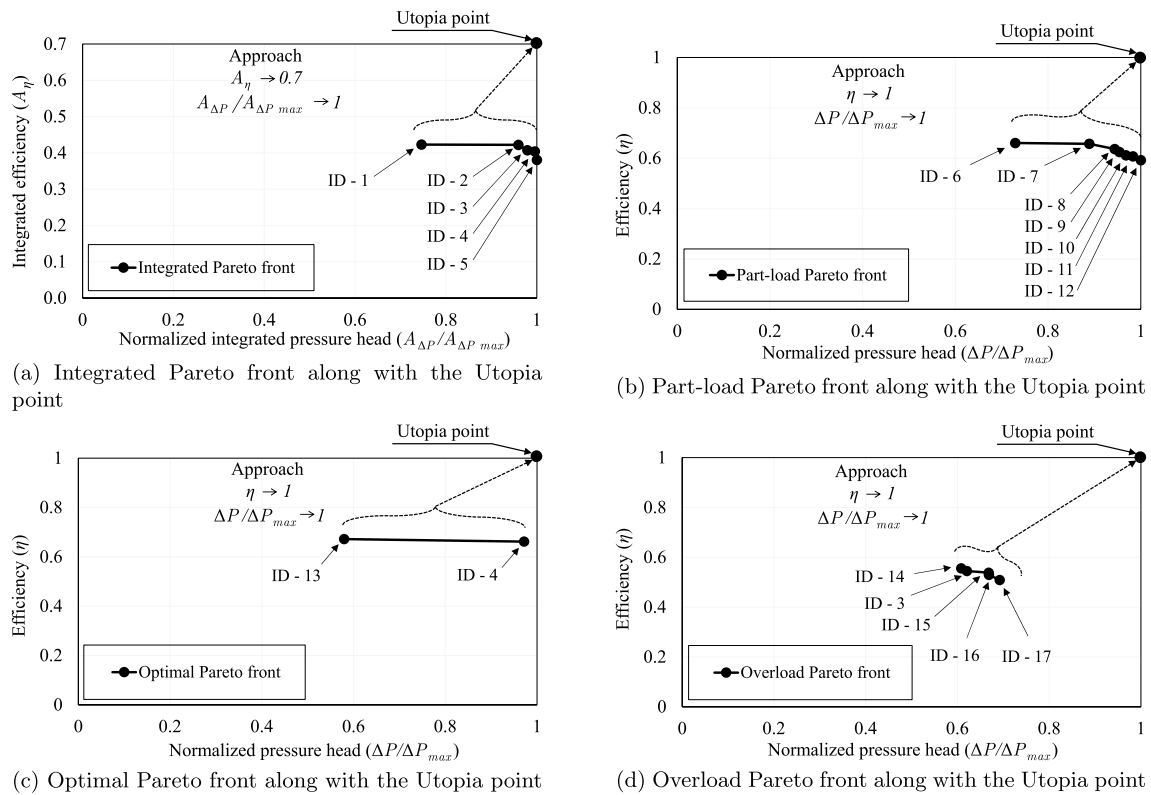 Utopia point
Approach
A_η → 0.7
A_ΔP /A_ΔP max → 1
Integrated efficiency (A_η)
0.7
0.6
0.5
0.4
0.3
0.2
0.1
0.0
ID - 1
ID - 2
ID - 3
ID - 4
ID - 5
Integrated Pareto front
0 0.2 0.4 0.6 0.8 1
Normalized integrated pressure head (A_ΔP/A_ΔP max)
(a) Integrated Pareto front along with the Utopia
point
Utopia point
Approach
η → 1
ΔP/ΔP_max → 1
Efficiency (η)
1
0.8
0.6
0.4
0.2
0
ID - 6
ID - 7
ID - 8
ID - 9
ID - 10
ID - 11
ID - 12
Part-load Pareto front
0 0.2 0.4 0.6 0.8 1
Normalized pressure head (ΔP/ΔP_max)
(b) Part-load Pareto front along with the Utopia point
Utopia point
Approach
η → 1
ΔP/ΔP_max → 1
Efficiency (η)
1
0.8
0.6
0.4
0.2
0
ID - 13
ID - 4
Optimal Pareto front
0 0.2 0.4 0.6 0.8 1
Normalized pressure head (ΔP/ΔP_max)
(c) Optimal Pareto front along with the Utopia point
Utopia point
Approach
η → 1
ΔP/ΔP_max → 1
Efficiency (η)
1
0.8
0.6
0.4
0.2
0
ID - 14
ID - 3
ID - 15
ID - 16
ID - 17
Overload Pareto front
0 0.2 0.4 0.6 0.8 1
Normalized pressure head (ΔP/ΔP_max)
(d) Overload Pareto front along with the Utopia point